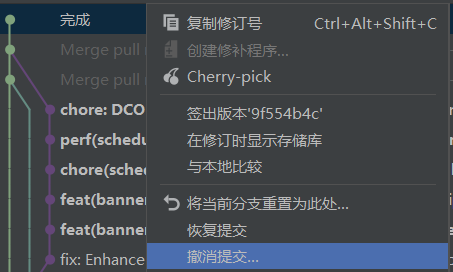 完成
Merge pull
Merge pull
chore: DCO
perf(schedu
chore(sched
feat(banner
feat(banner
fix: Enhance
复制修订号 Ctrl+Alt+Shift+C
创建修补程序...
Cherry-pick
签出版本'9f554b4c'
在修订时显示存储库
与本地比较
将当前分支重置为此处...
恢复提交
撤消提交...